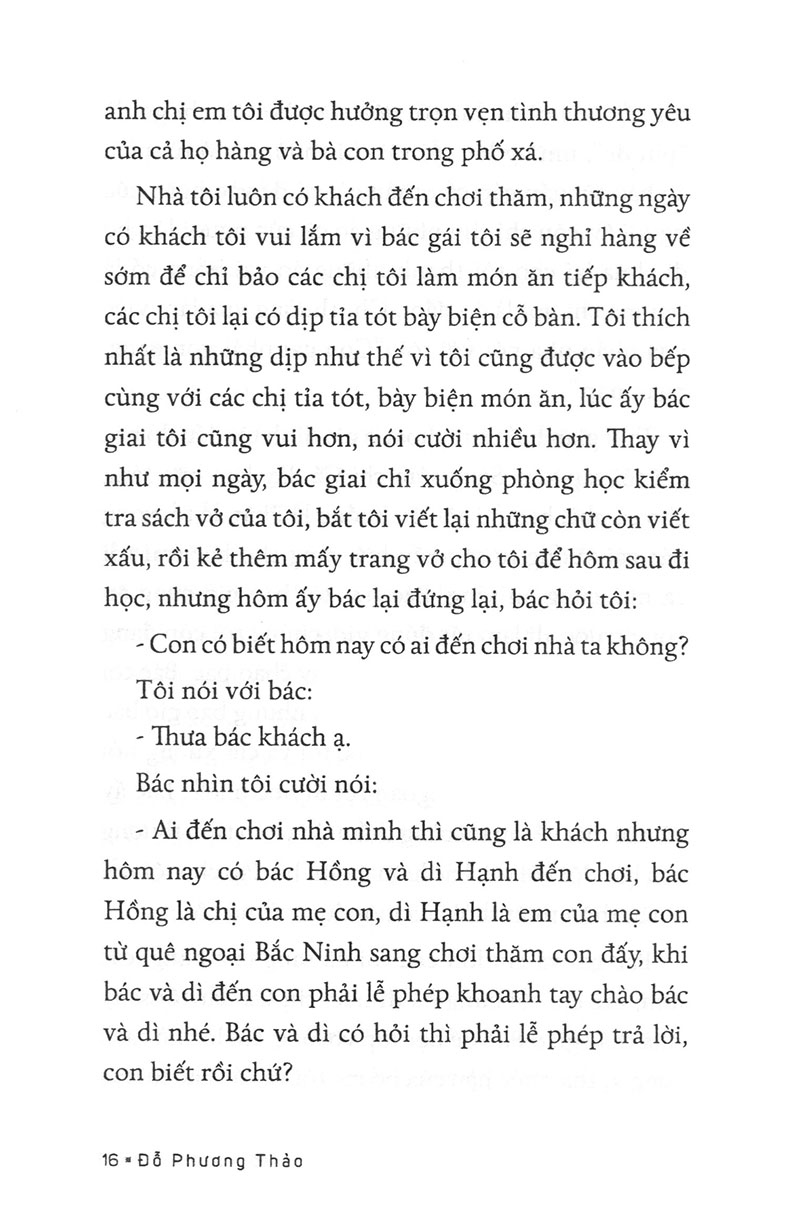 anh chị em tôi được hưởng trọn vẹn tình thương yêu
của cả họ hàng và bà con trong phố xá.
Nhà tôi luôn có khách đến chơi thăm, những ngày
có khách tôi vui lắm vì bác gái tôi sẽ nghỉ hàng về
sớm để chỉ bảo các chị tôi làm món ăn tiếp khách,
các chị tôi lại có dịp tỉa tót bày biện cỗ bàn. Tôi thích
nhất là những dịp như thế vì tôi cũng được vào bếp
cùng với các chị tỉa tót, bày biện món ăn, lúc ấy bác
giai tôi cũng vui hơn, nói cười nhiều hơn. Thay vì
như mọi ngày, bác giai chỉ xuống phòng học kiểm
tra sách vở của tôi, bắt tôi viết lại những chữ còn viết
xấu, rồi kẻ thêm mấy trang vở cho tôi để hôm sau đi
học, nhưng hôm ấy bác lại đứng lại, bác hỏi tôi:
- Con có biết hôm nay có ai đến chơi nhà ta không?
Tôi nói với bác:
- Thưa bác khách ạ.
Bác nhìn tôi cười nói:
- Ai đến chơi nhà mình thì cũng là khách nhưng
hôm nay có bác Hồng và dì Hạnh đến chơi, bác
Hồng là chị của mẹ con, dì Hạnh là em của mẹ con
từ quê ngoại Bắc Ninh sang chơi thăm con đấy, khi
bác và dì đến con phải lễ phép khoanh tay chào bác
và dì nhé. Bác và dì có hỏi thì phải lễ phép trả lời,
con biết rồi chứ?
16 ▪ Đỗ Phương Thảo